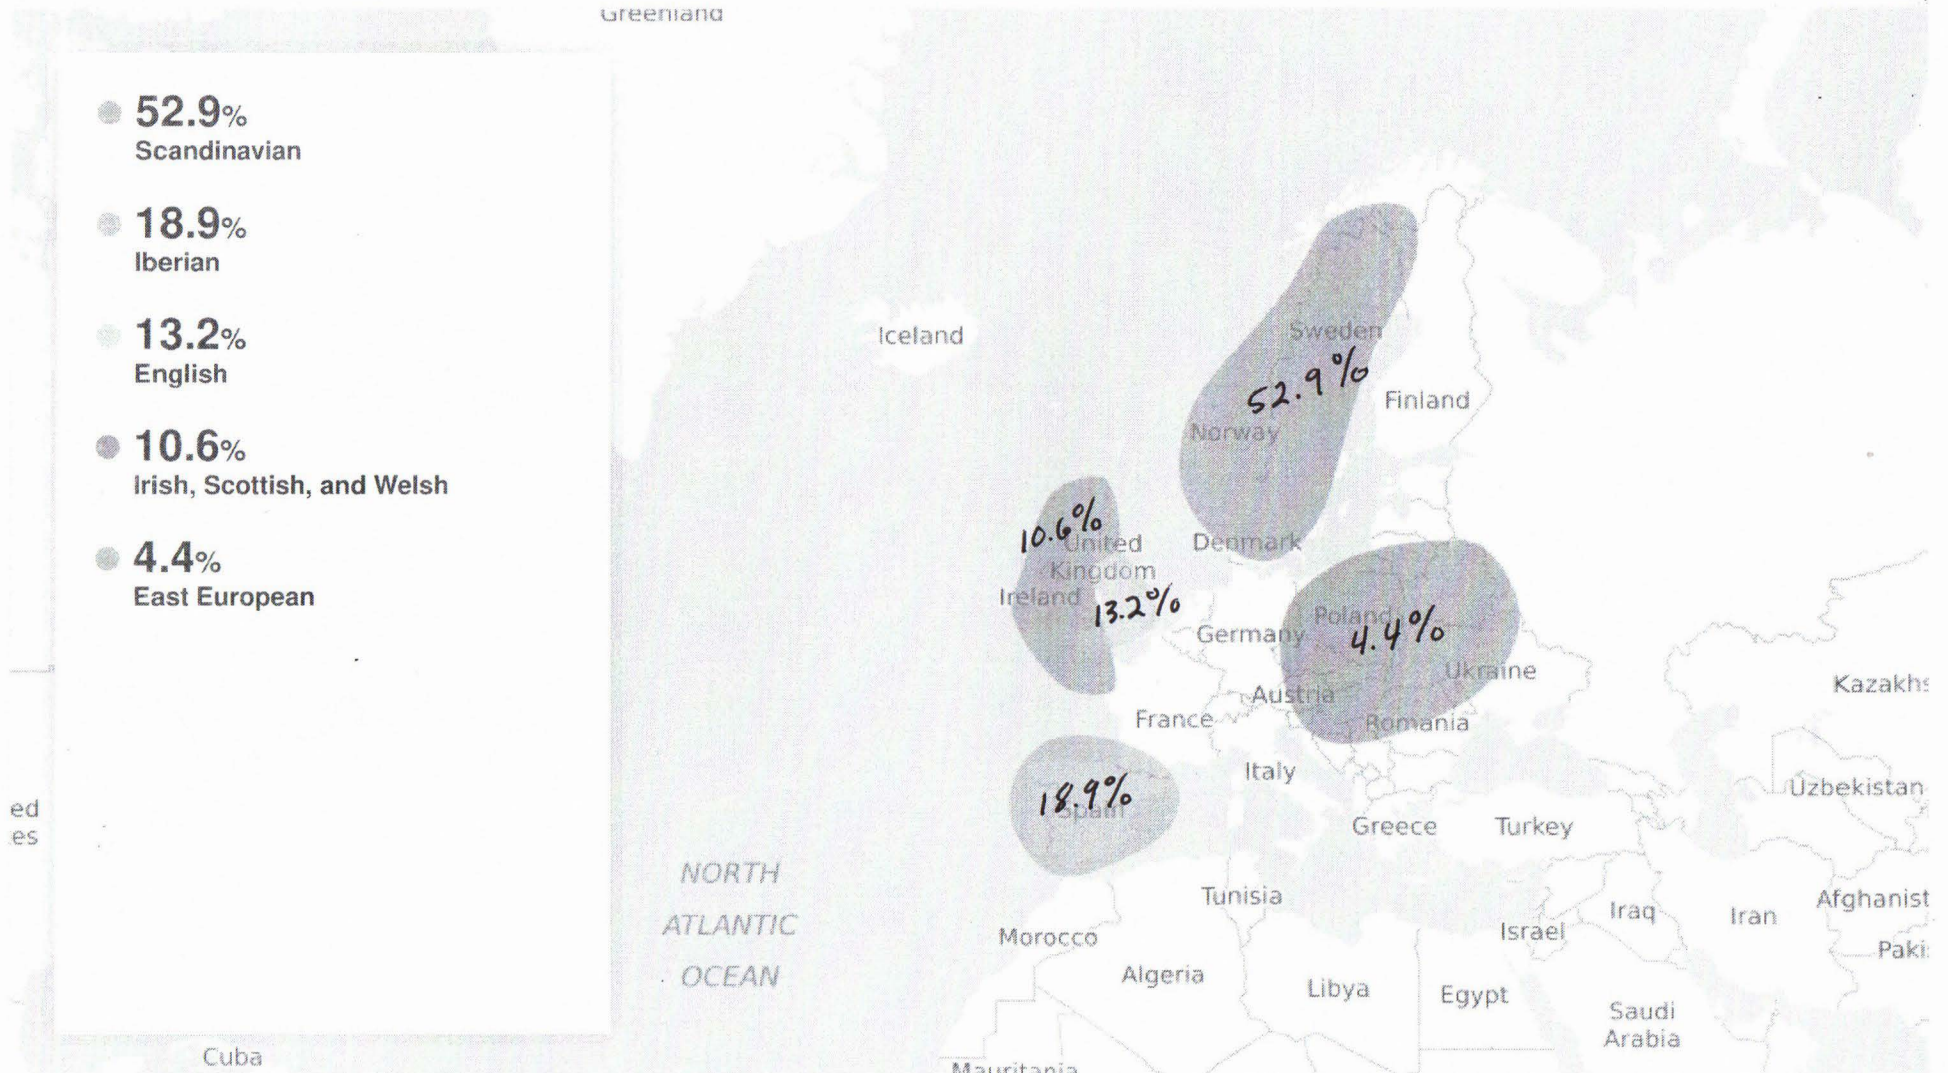 Greenland
52.9%
Scandinavian
18.9%
Iberian
13.2%
English
10.6%
Irish, Scottish, and Welsh
4.4%
East European
Iceland
Sweden
52.9%
Finland
Norway
10.6%
United
Kingdom
Denmark
Ireland
13.2%
Germany
Poland
4.4%
Ukraine
Austria
Kazakhs
France
Romania
Italy
18.9%
Spain
Uzbekistan
ed
es
Greece
Turkey
NORTH
ATLANTIC
OCEAN
Tunisia
Morocco
Algeria
Libya
Egypt
Israel
Iraq
Iran
Afghanist
Paki
Saudi
Arabia
Cuba
Mauritania